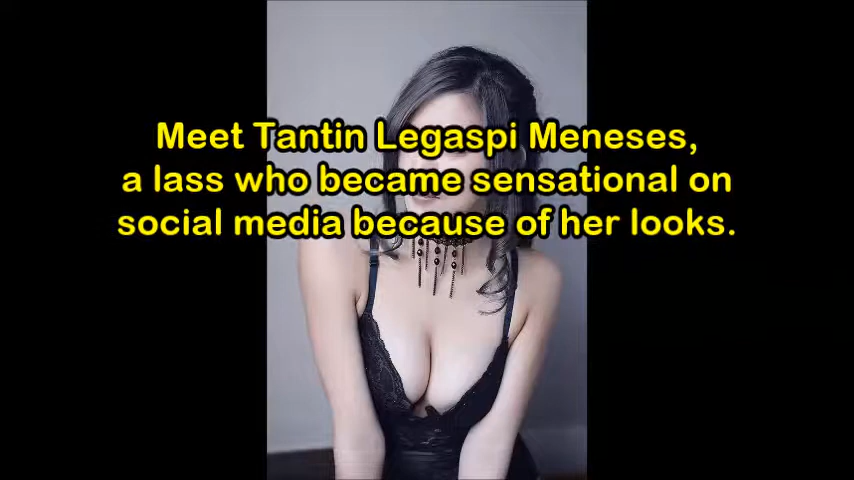 Meet Tantin Legaspi Meneses,
a lass who became sensational on
social media because of her looks.